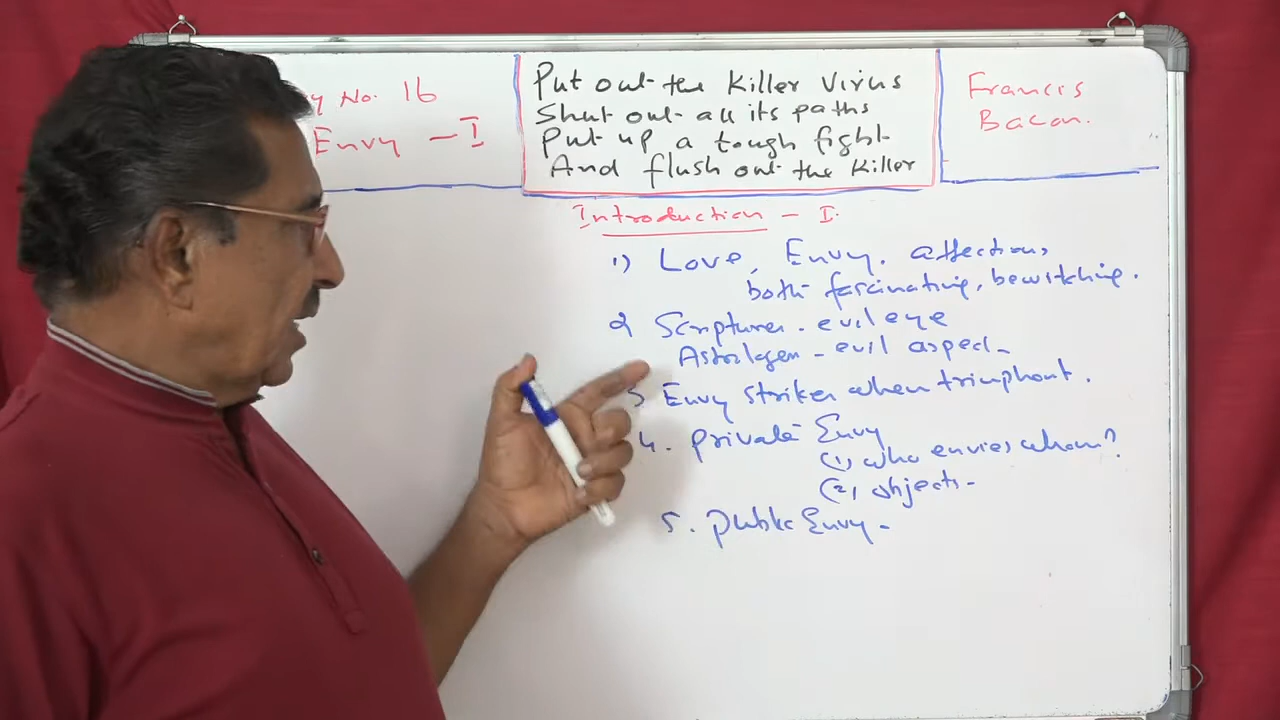 y No. 16
Envy - I
Put out the Killer Virus
Shut out all its paths
Put up a tough fight
And flush out the Killer
Francis
Bacon.
Introduction - I.
1) Love, Envy. affections,
both fascinating, bewitching.
2 Scriptures. evil eye
Astrologers - evil aspect-
3 Envy strikes when triumphant.
4. private Envy
(1) who envies whom?
(2) objects-
5. public Envy-